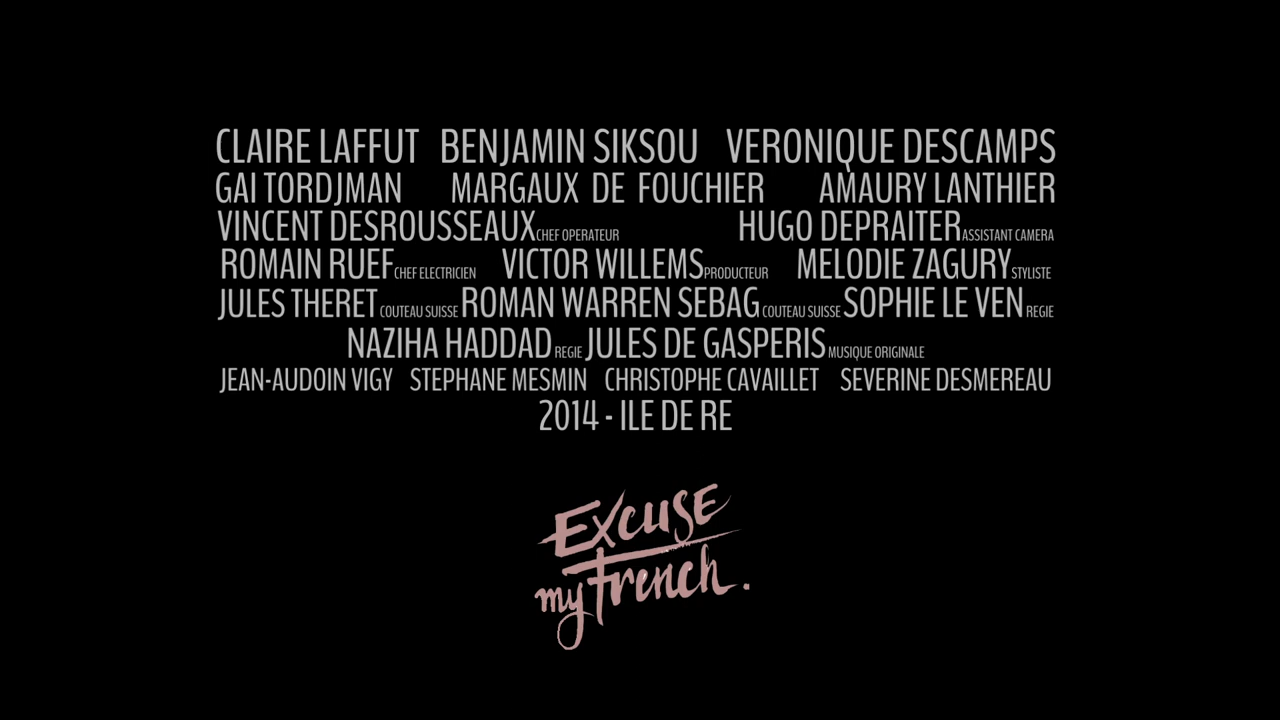 CLAIRE LAFFUT BENJAMIN SIKSOU VERONIQUE DESCAMPS
GAI TORDJMAN MARGAUX DE FOUCHIER AMAURY LANTHIER
VINCENT DESROUSSEAUX CHEF OPERATEUR HUGO DEPRAITER ASSISTANT CAMERA
ROMAIN RUEF CHEF ELECTRICIEN VICTOR WILLEMS PRODUCTEUR MELODIE ZAGURY STYLISTE
JULES THERET COUTEAU SUISSE ROMAN WARREN SEBAG COUTEAU SUISSE SOPHIE LE VEN REGIE
NAZIHA HADDAD REGIE JULES DE GASPERIS MUSIQUE ORIGINALE
JEAN-AUDOIN VIGY STEPHANE MESMIN CHRISTOPHE CAVAILLET SEVERINE DESMEREAU
2014 - ILE DE RE
Excuse
my french.